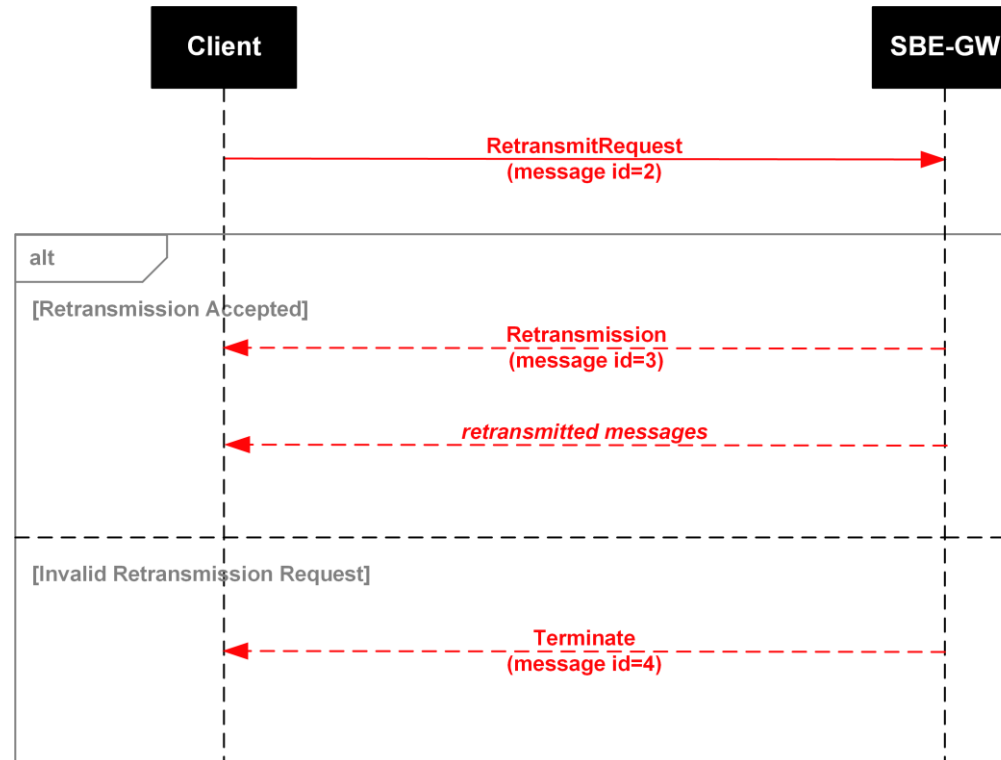 Client
SBE-GW
RetransmitRequest
(message id=2)
alt
[Retransmission Accepted]
Retransmission
(message id=3)
retransmitted messages
[Invalid Retransmission Request]
Terminate
(message id=4)